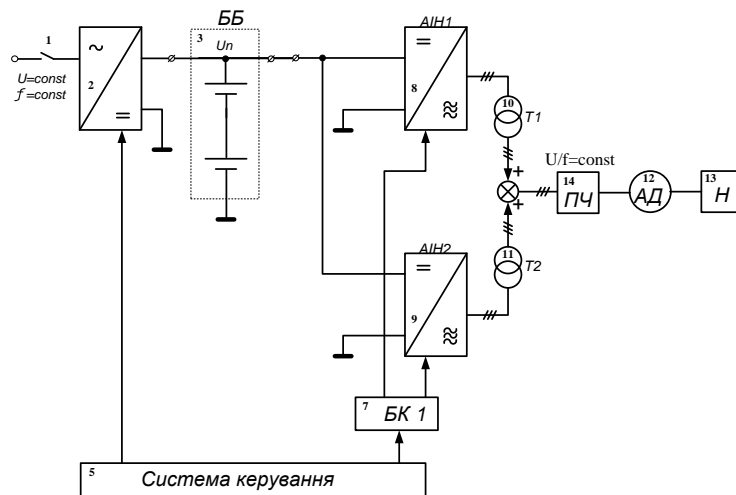 ББ
АІН1
1
3
Uп
~
=
8
U=const
ƒ=const
2
=
10
T1
U/f=const
+
14
ПЧ
12
АД
13
Н
+
АІН2
=
11
T2
9
7
БК 1
5
Система керування